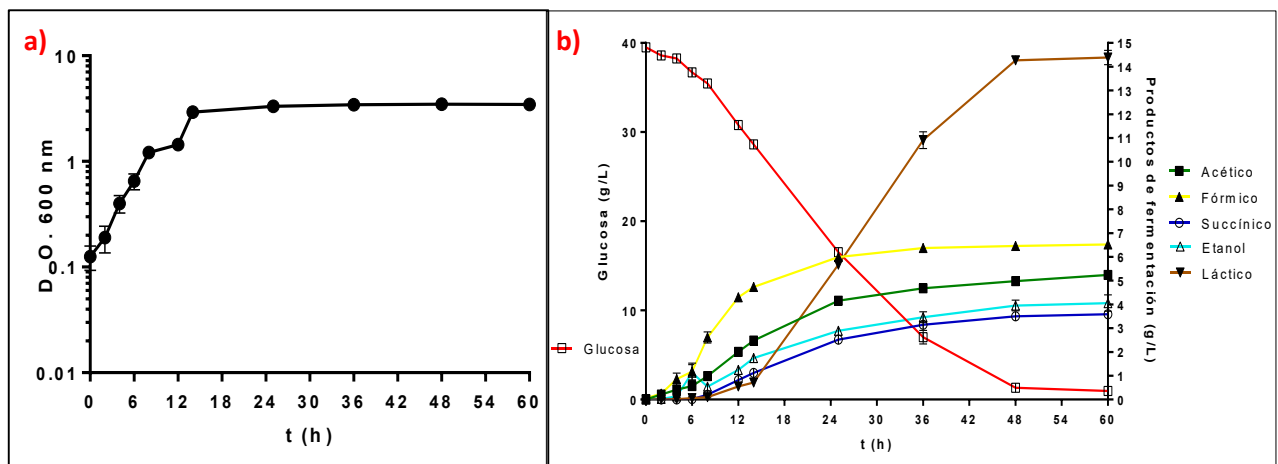 a)
D.O. 600 nm
10
1
0.1
0.01
0 6 12 18 24 30 36 42 48 54 60
t (h)
b)
Glucosa (g/L)
40
30
20
10
0
Glucosa
0 6 12 18 24 30 36 42 48 54 60
t (h)
15
14
13
12
11
10
9
8
7
6
5
4
3
2
1
0
Productos de fermentación (g/L)
Acético
Fórmico
Succínico
Etanol
Láctico